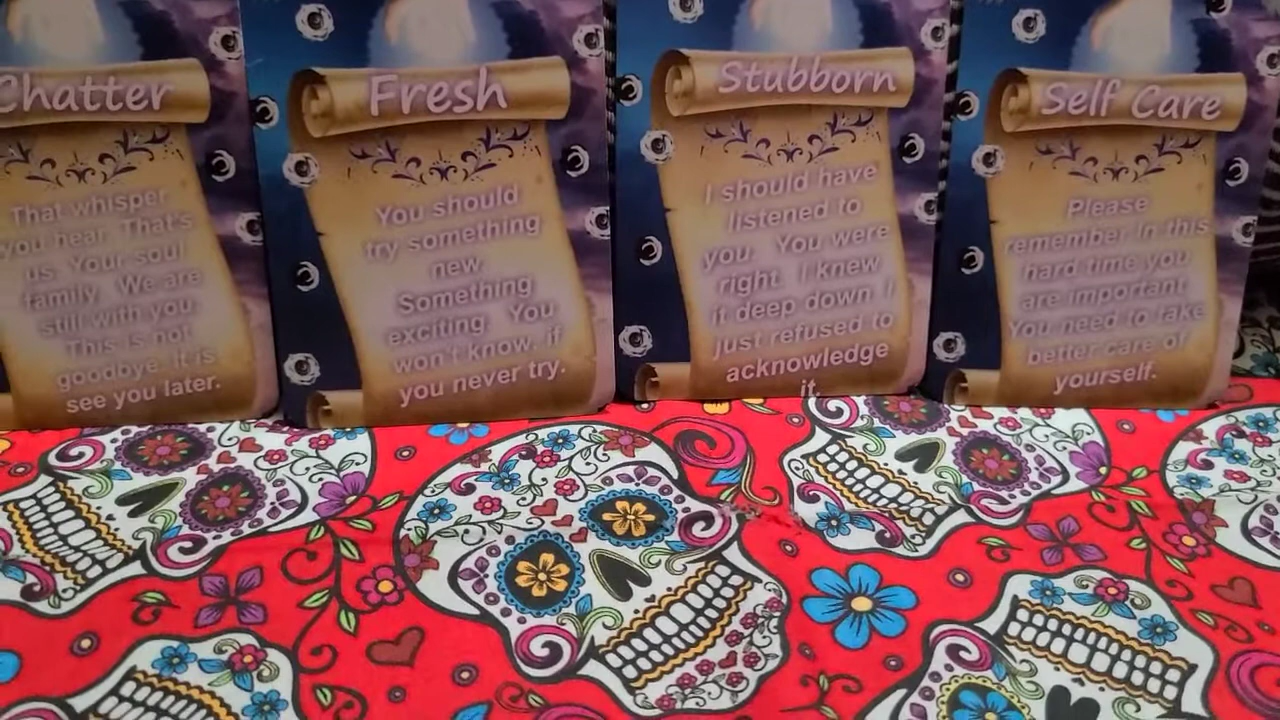 Chatter
That whisper
you hear. That's
us. Your soul
family. We are
still with you
This is not
goodbye. It is
see you later.
Fresh
You should
try something
new.
Something
exciting. You
won't know, if
you never try.
Stubborn
I should have
listened to
you. You were
right. I knew
it deep down. I
just refused to
acknowledge
it.
Self Care
Please
remember in this
hard time you
are important.
You need to take
better care of
yourself.